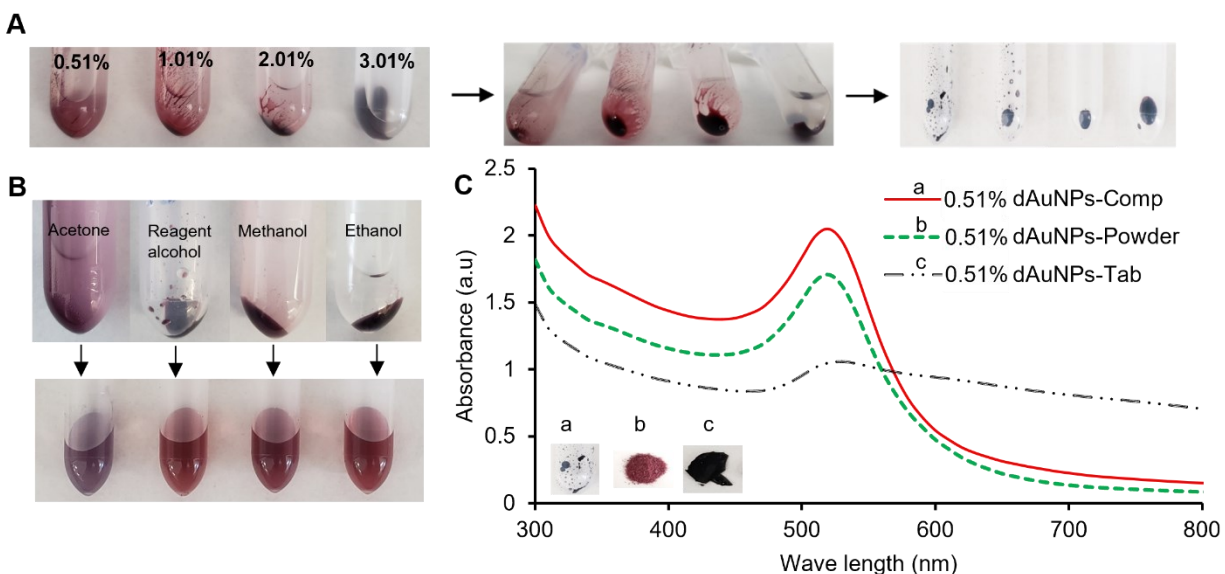 A
0.51%
1.01%
2.01%
3.01%
B
Acetone
Reagent
alcohol
Methanol
Ethanol
C
2.5
2
1.5
1
0.5
0
Absorbance (a.u)
a
0.51% dAuNPs-Comp
b
0.51% dAuNPs-Powder
c
0.51% dAuNPs-Tab
a
b
c
300
400
500
600
700
800
Wave length (nm)